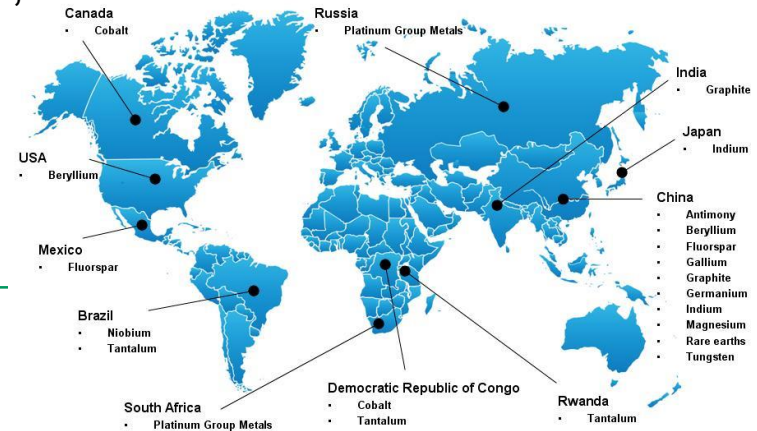 Canada
▪ Cobalt
Russia
▪ Platinum Group Metals
India
▪ Graphite
Japan
▪ Indium
USA
▪ Beryllium
China
▪ Antimony
▪ Beryllium
▪ Fluorspar
▪ Gallium
▪ Graphite
▪ Germanium
▪ Indium
▪ Magnesium
▪ Rare earths
▪ Tungsten
Mexico
▪ Fluorspar
Brazil
▪ Niobium
▪ Tantalum
South Africa
▪ Platinum Group Metals
Democratic Republic of Congo
▪ Cobalt
▪ Tantalum
Rwanda
▪ Tantalum